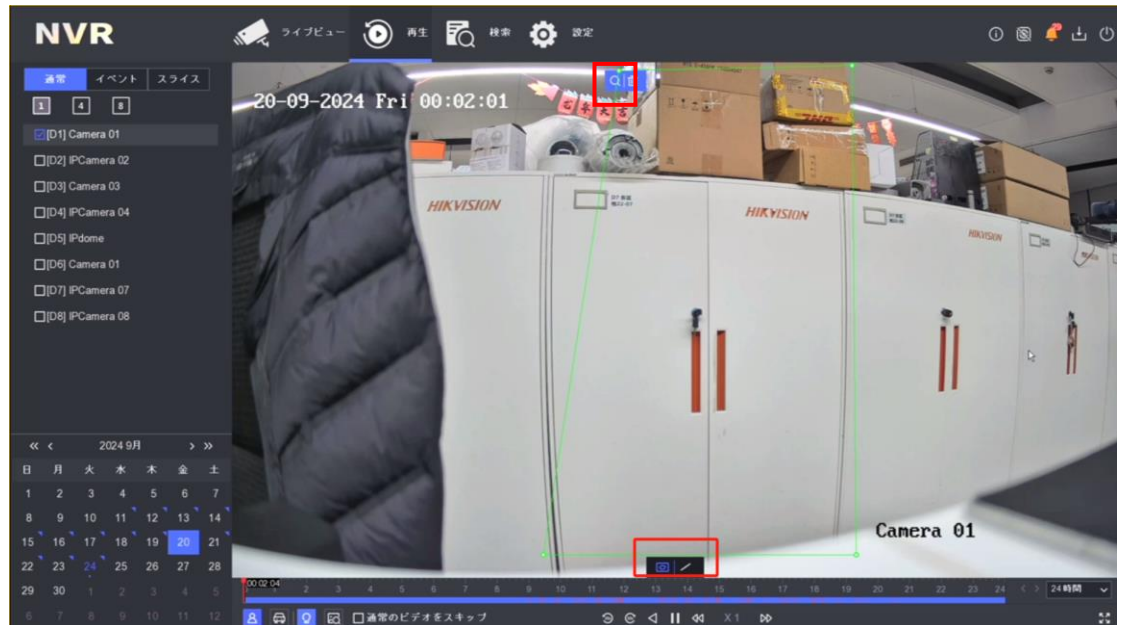 NVR
ライブビュー 再生 検索 設定
通常 イベント スライス
1 4 8
[D1] Camera 01
[D2] IPCamera 02
[D3] Camera 03
[D4] IPCamera 04
[D5] IPdome
[D6] Camera 01
[D7] IPCamera 07
[D8] IPCamera 08
20-09-2024 Fri 00:02:01
HIKVISION
HIKVISION
HIKVISION
Camera 01
2024 9月
日 月 火 水 木 金 土
1 2 3 4 5 6 7
8 9 10 11 12 13 14
15 16 17 18 19 20 21
22 23 24 25 26 27 28
29 30 1 2 3 4 5
6 7 8 9 10 11 12
00:02:04
2 3 4 5 6 7 8 9 10 11 12 13 14 15 16 17 18 19 20 21 22 23 24
24時間
通常のビデオをスキップ
X1